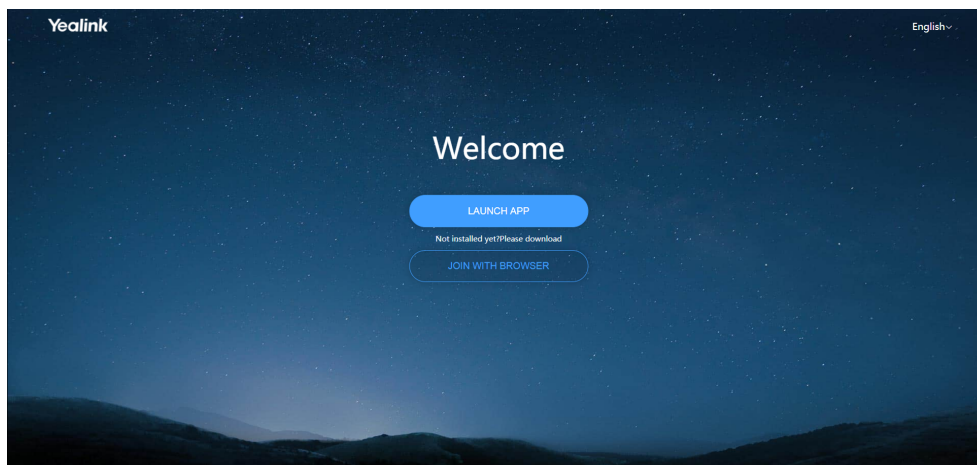 Yealink
English
Welcome
LAUNCH APP
Not installed yet?Please download
JOIN WITH BROWSER